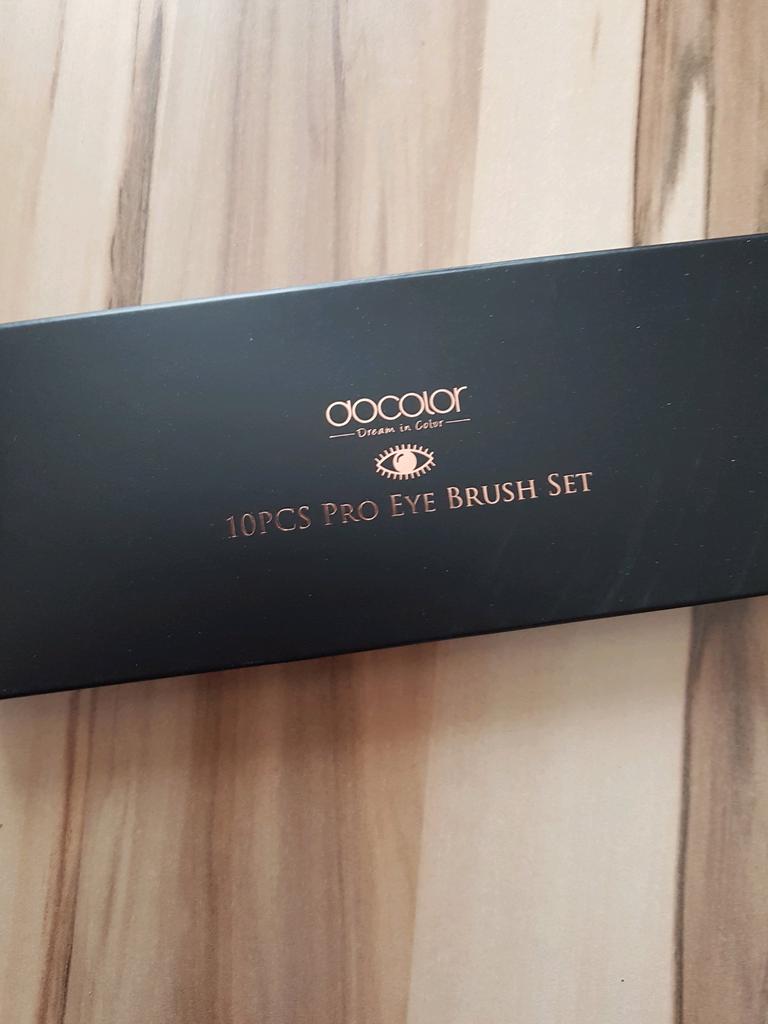 docolor
Dream in Color
10PCS PRO EYE BRUSH SET